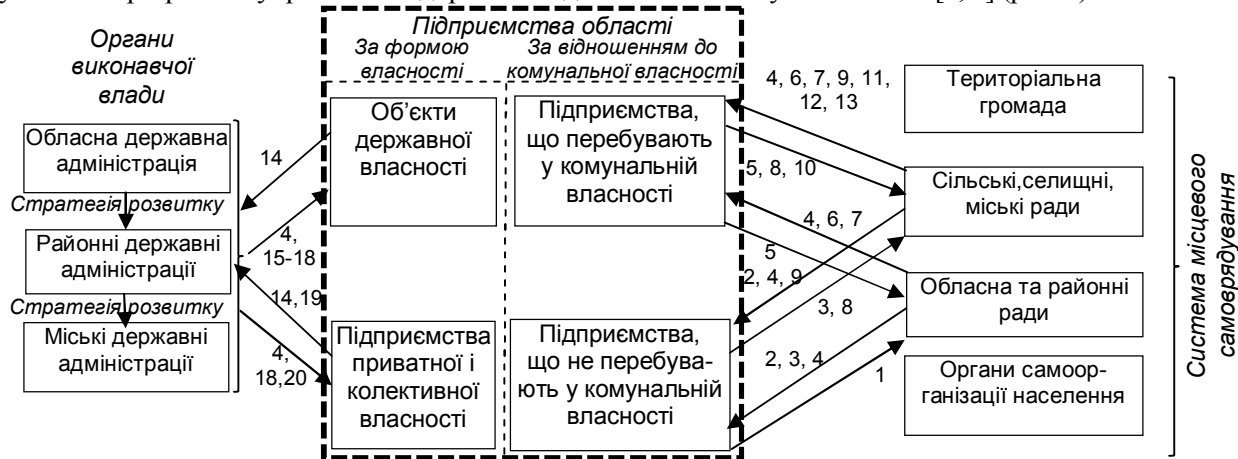 Підприємства області
Органи
виконавчої
влади
За формою
власності
За відношенням до
комунальної власності
Обласна державна
адміністрація
Стратегія розвитку
Районні державні
адміністрації
Стратегія розвитку
Міські державні
адміністрації
14
4,
15-18
14,19
4,
18,20
Об’єкти
державної
власності
Підприємства
приватної і
колективної
власності
Підприємства,
що перебувають
у комунальній
власності
Підприємства,
що не перебува-
ють у комунальній
власності
4, 6, 7, 9, 11,
12, 13
5, 8, 10
4, 6, 7
5
2, 4, 9
3, 8
2, 3, 4
1
Територіальна
громада
Сільські,селищні,
міські ради
Обласна та районні
ради
Органи самоор-
ганізації населення
Система місцевого
самоврядування